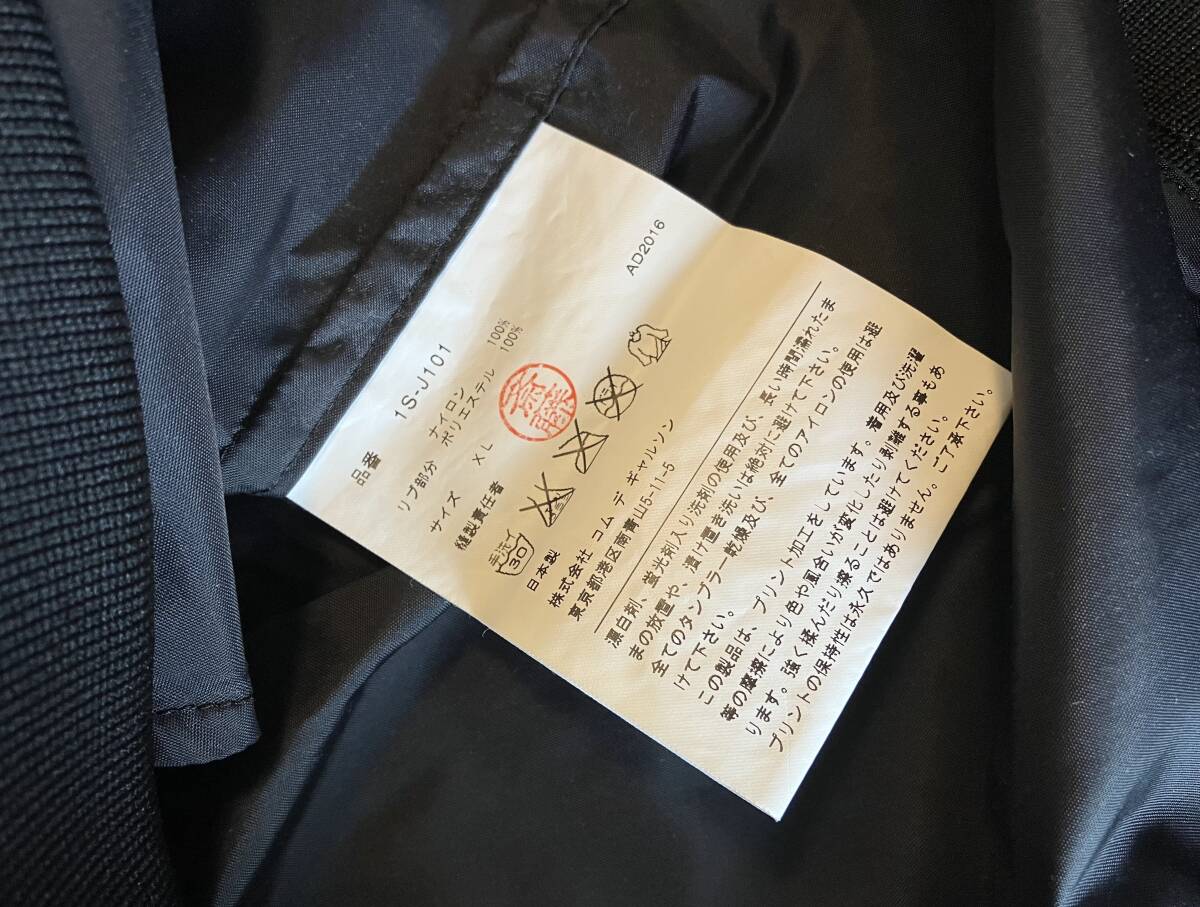 AD2016
品番 1S-J101
ナイロン 100%
リブ部分 ポリエステル 100%
サイズ XL
縫製責任者
斎藤
手洗イ
30
日本製
株式会社 コム デ ギャルソン
東京都港区南青山5-11-5
漂白剤、蛍光剤入り洗剤の使用及び、長い時間濡れたま
まの放置や、漬け置き洗いは絶対に避けて下さい。
全てのタンブラー乾燥及び、全てのアイロンの使用は避
けて下さい。
この製品は、プリント加工をしています。着用及び洗濯
等の摩擦により色や風合いが変化したり剥離する事もあ
ります。強く揉んだり擦ることは避けてください。
プリントの保持性は永久ではありません。ご了承下さい。